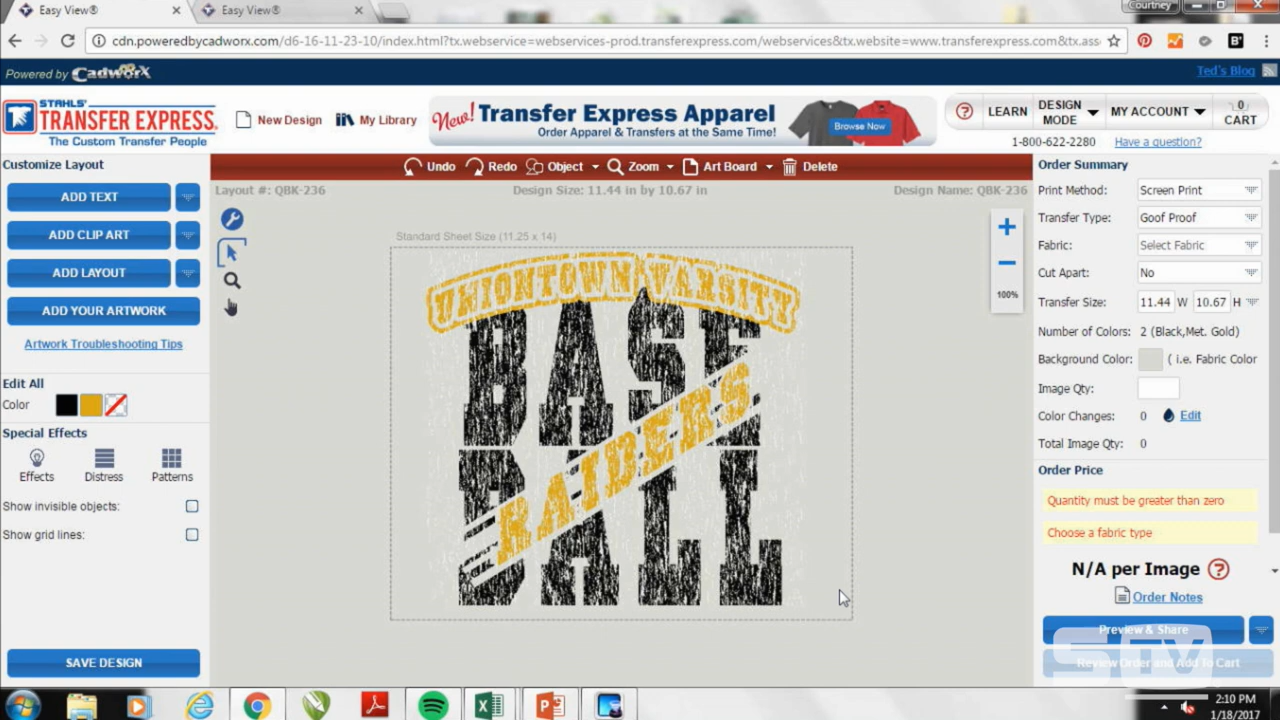 Easy View®
Easy View®
Courtney
cdn.poweredbycadworx.com/d6-16-11-23-10/index.html?tx.webservice=webservices-prod.transferexpress.com/webservices&tx.website=www.transferexpress.com&tx.ass
Powered by CadworX
Ted's Blog
STAHLS'
TRANSFER EXPRESS.
The Custom Transfer People
New Design
My Library
New! Transfer Express Apparel
Order Apparel & Transfers at the Same Time!
Browse Now
LEARN
DESIGN MODE
MY ACCOUNT
0
CART
1-800-622-2280
Have a question?
Customize Layout
Undo
Redo
Object
Zoom
Art Board
Delete
Order Summary
ADD TEXT
Layout #: QBK-236
Design Size: 11.44 in by 10.67 in
Design Name: QBK-236
Print Method: Screen Print
ADD CLIP ART
Transfer Type: Goof Proof
Standard Sheet Size (11.25 x 14)
Fabric: Select Fabric
ADD LAYOUT
Cut Apart: No
100%
ADD YOUR ARTWORK
Transfer Size: 11.44 W 10.67 H
Artwork Troubleshooting Tips
Number of Colors: 2 (Black,Met. Gold)
UNIONTOWN VARSITY
BASE
RAIDERS
BALL
Background Color: ( i.e. Fabric Color
Edit All
Color
Image Qty:
Color Changes: 0 Edit
Special Effects
Total Image Qty: 0
Effects
Distress
Patterns
Order Price
Show invisible objects:
Quantity must be greater than zero
Show grid lines:
Choose a fabric type
N/A per Image
Order Notes
Preview & Share
SAVE DESIGN
Review Order and Add To Cart
STV
2:10 PM
1/18/2017